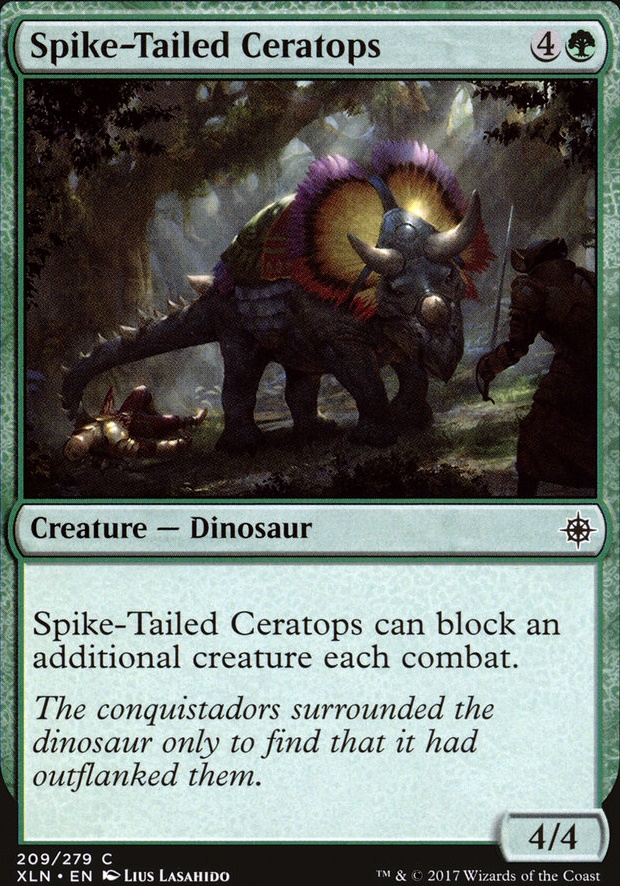 Spike-Tailed Ceratops 4
Creature — Dinosaur
Spike-Tailed Ceratops can block an
additional creature each combat.
The conquistadors surrounded the
dinosaur only to find that it had
outflanked them.
4/4
209/279 C
XLN • EN Lius Lasahido ™ & © 2017 Wizards of the Coast